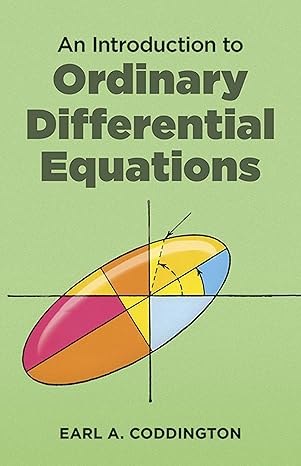 An Introduction to
Ordinary
Differential
Equations
EARL A. CODDINGTON